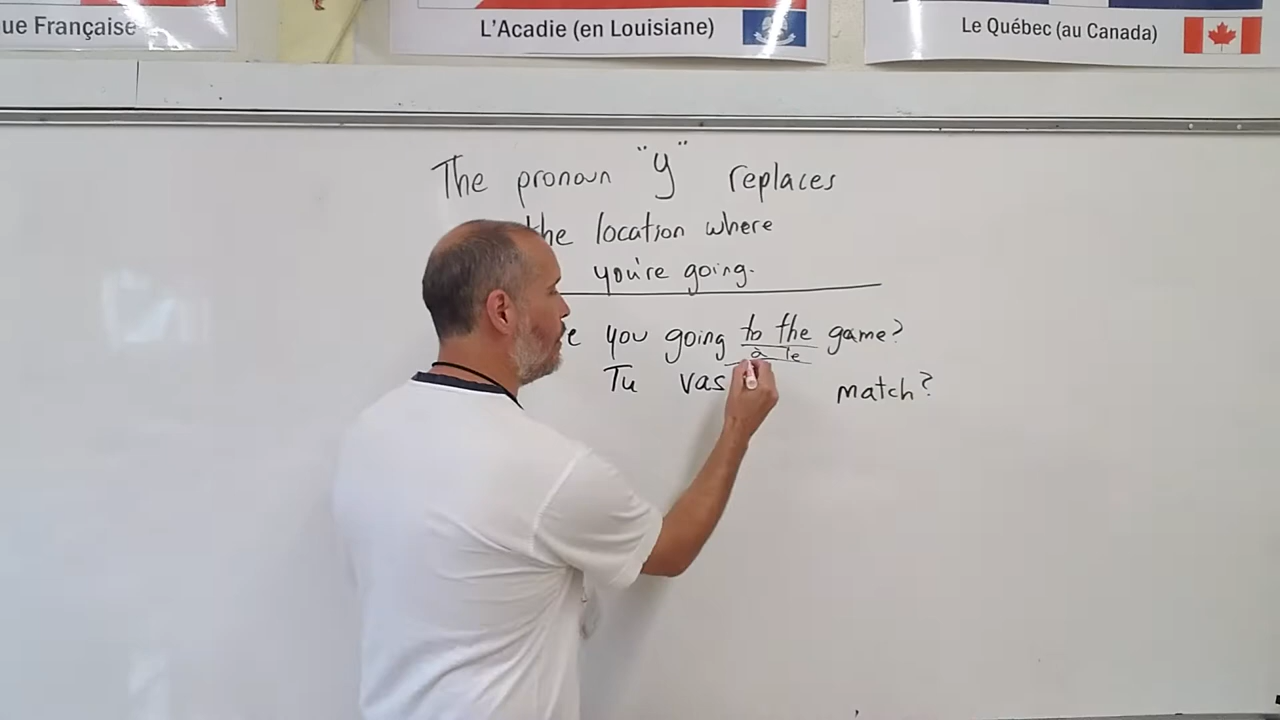 ue Française
L'Acadie (en Louisiane)
Le Québec (au Canada)
The pronoun "y" replaces
the location where
you're going.
e you going to the game?
à le
Tu vas match?